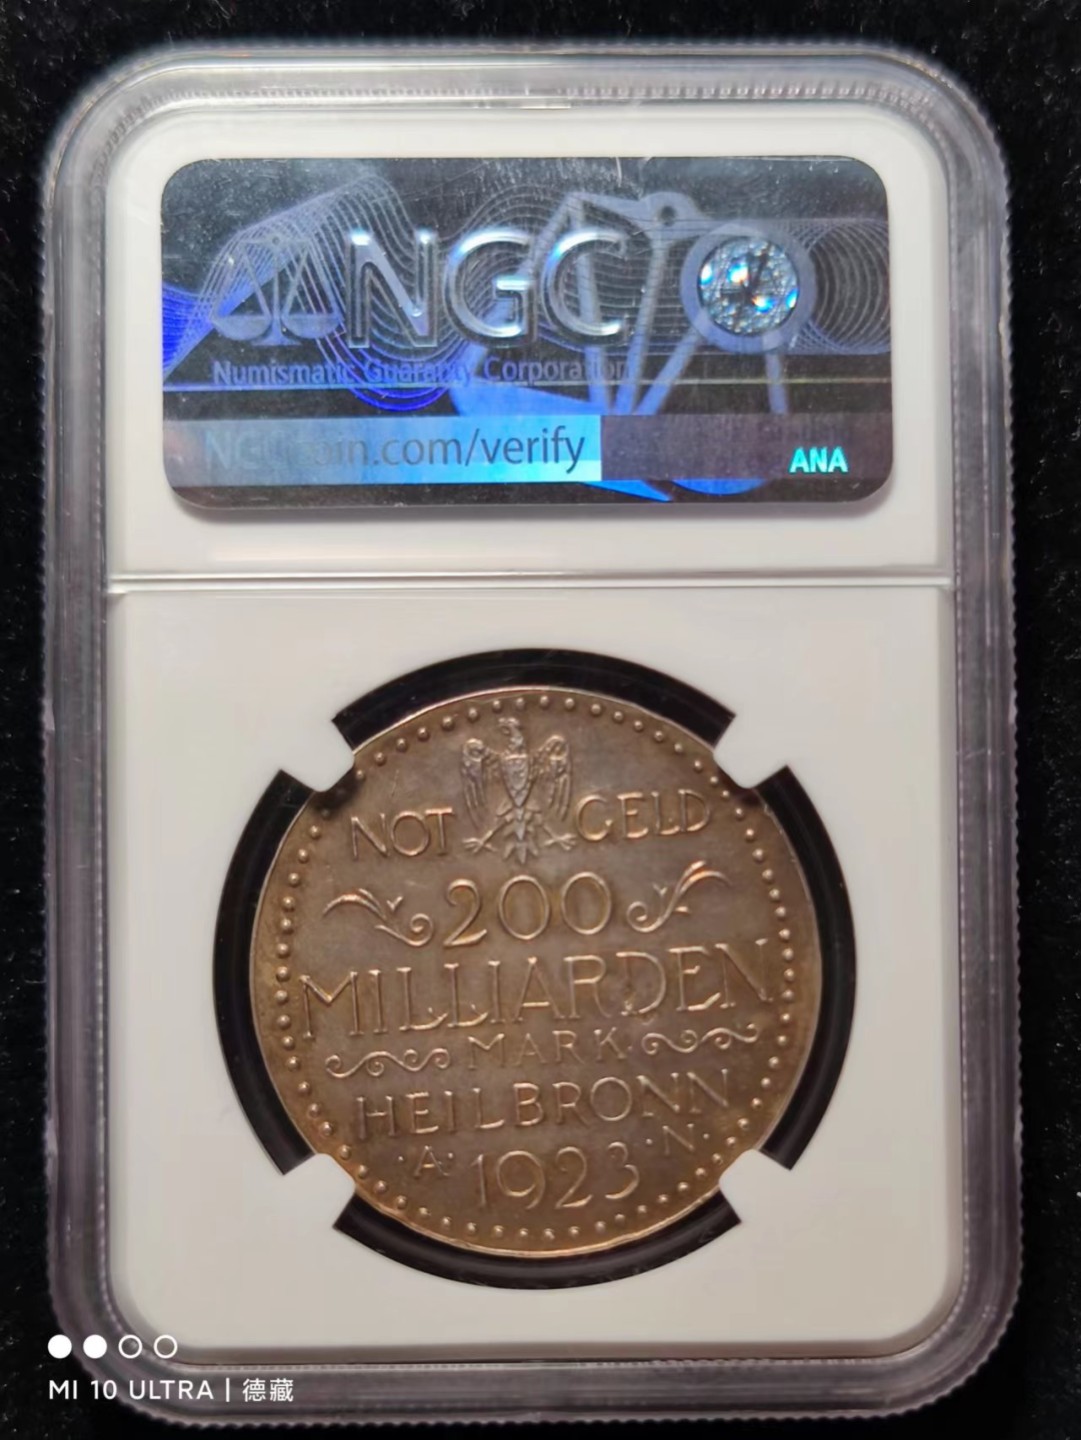 NGC
Numismatic Guaranty Corporation
NGCcoin.com/verify
ANA
NOT GELD
200
MILLIARDEN
MARK
HEILBRONN
·A· 1923 ·N·
MI 10 ULTRA | 德藏